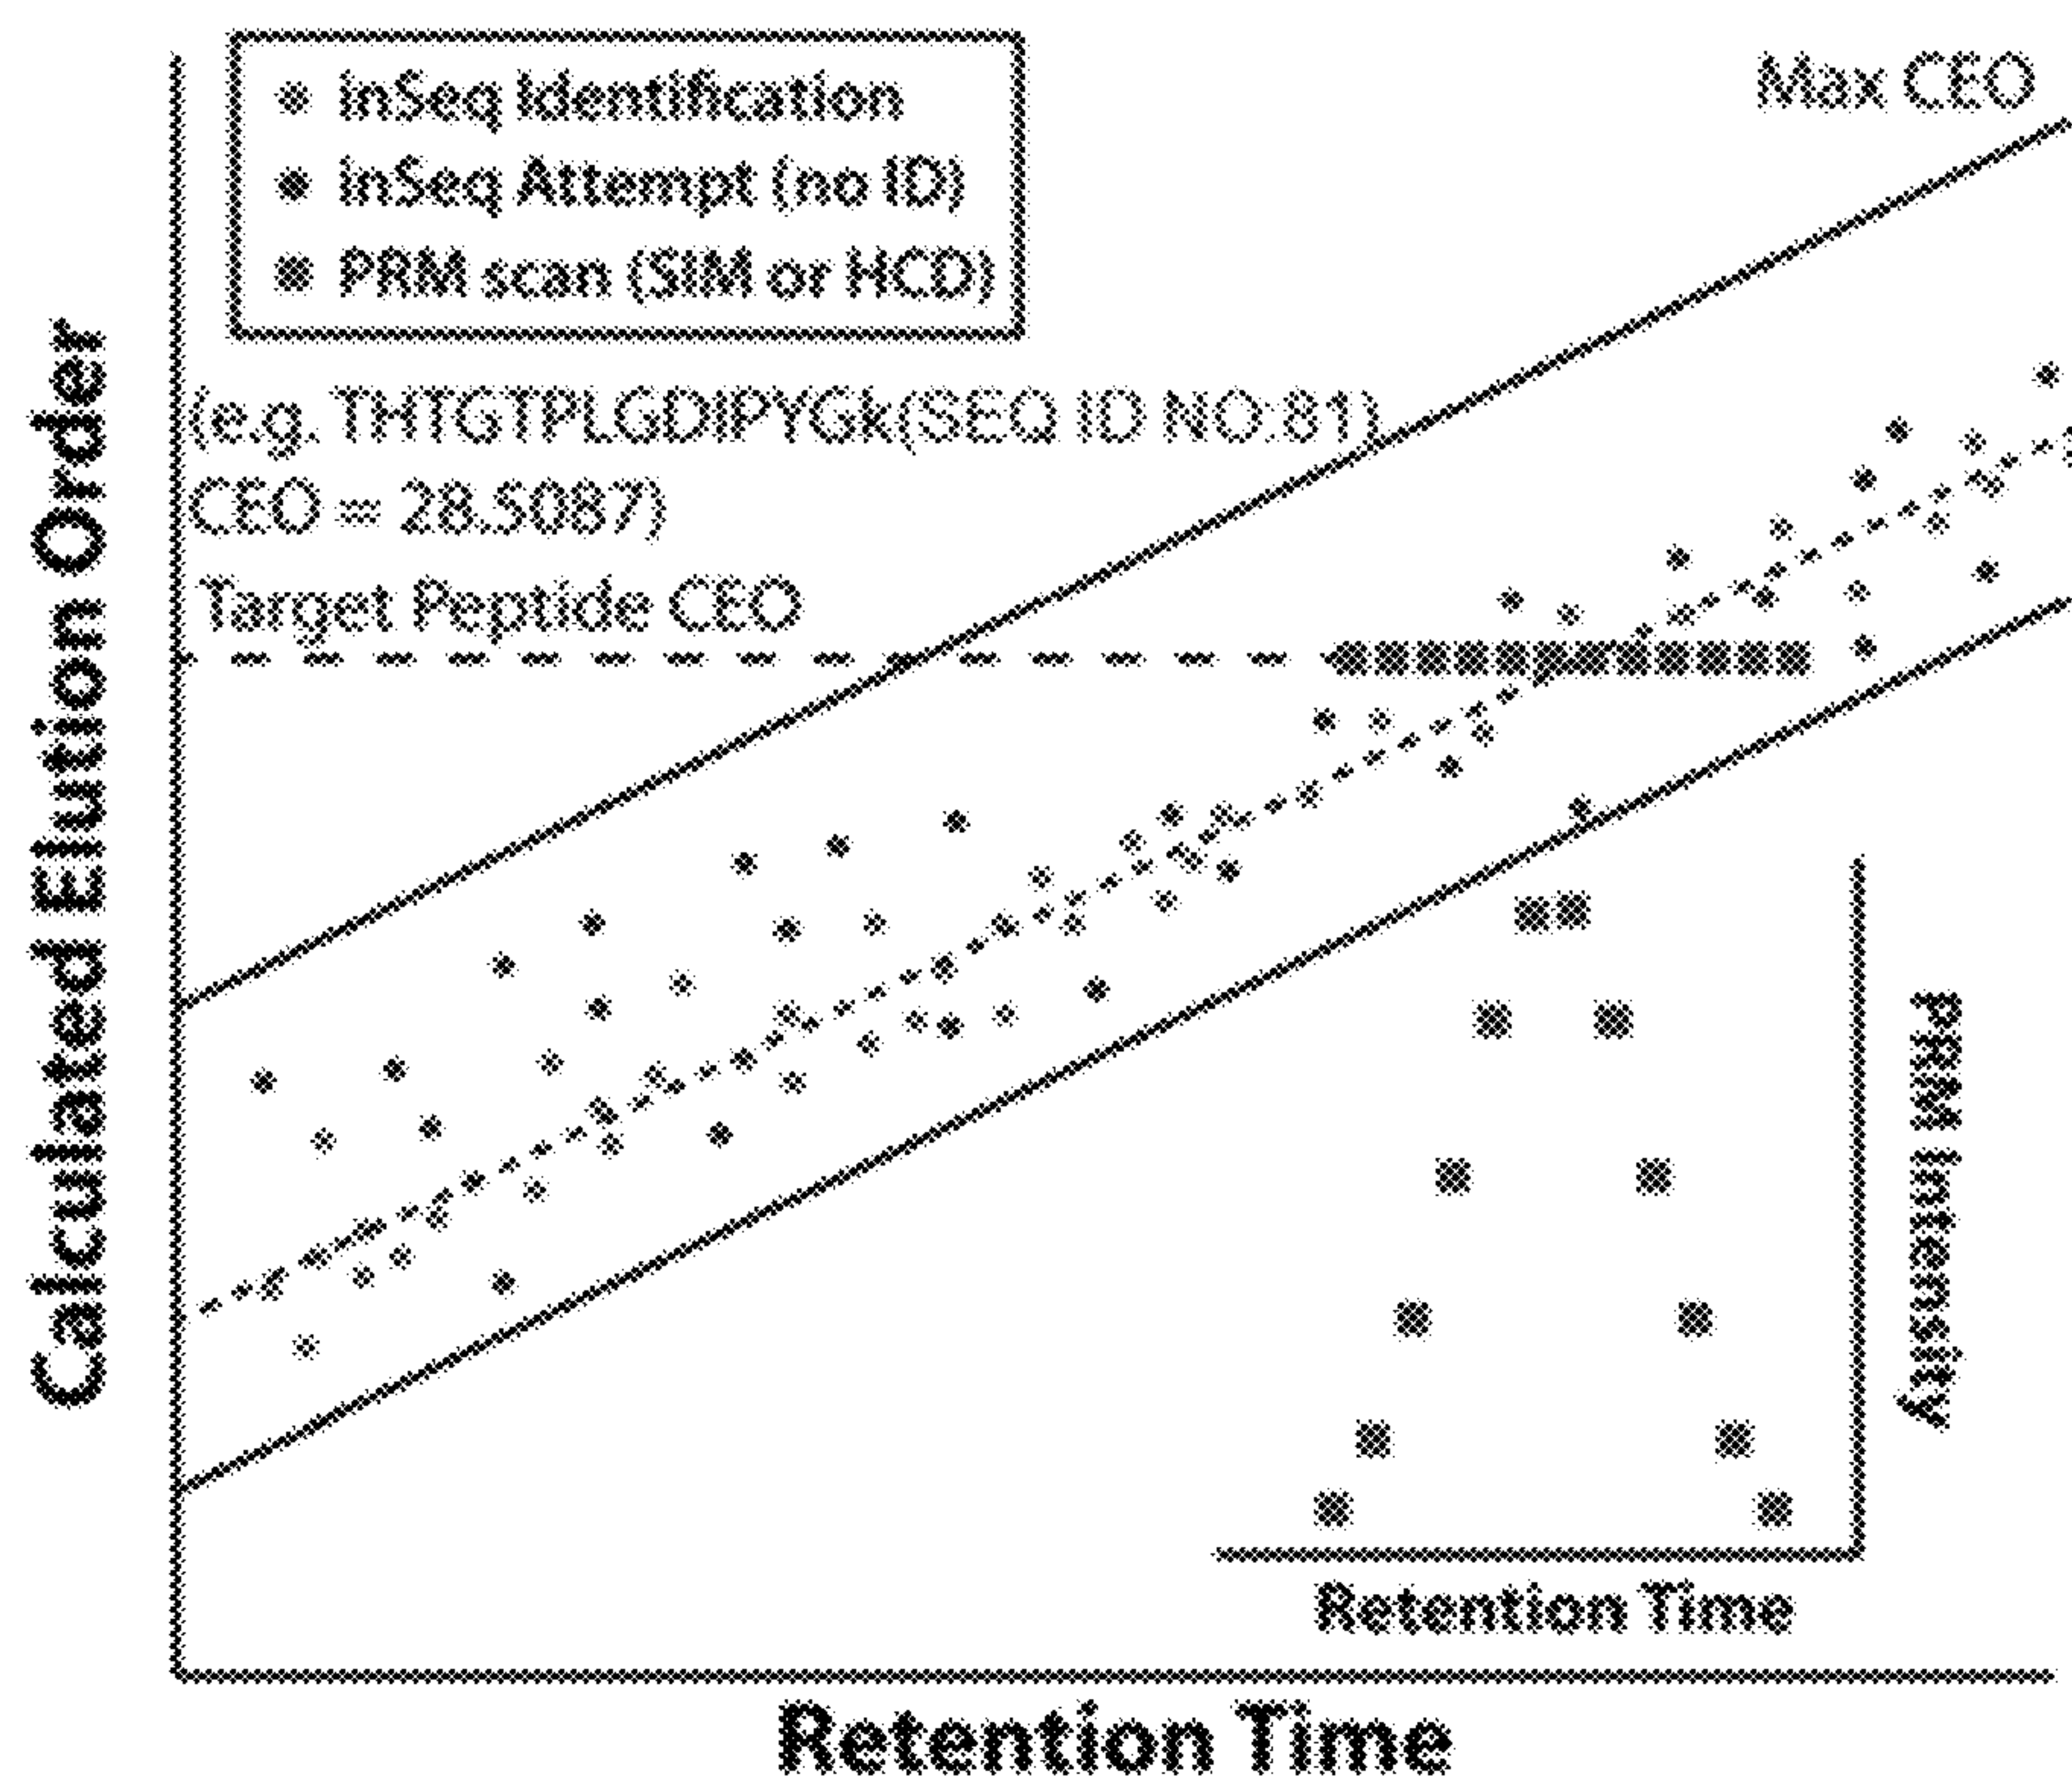 Max CEO
inSeq Identification
inSeq Attempt (no ID)
PRM scan (SIM or HCD)
(e.g. THTGTPLGDIPYGk(SEQ ID NO:81)
CEO = 28.5087)
Target Peptide CEO
Calculated Elution Order
PRM Intensity
Retention Time
Retention Time